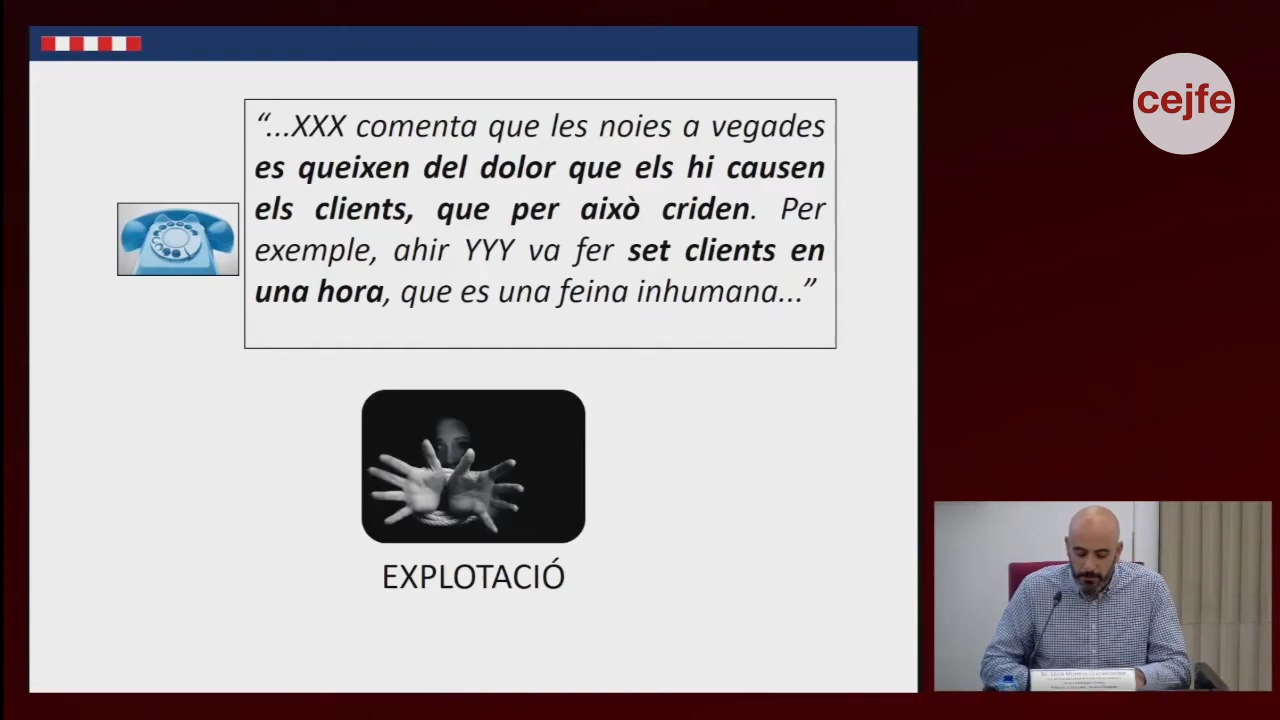 cejfe
“...XXX comenta que les noies a vegades
es queixen del dolor que els hi causen
els clients, que per això criden. Per
exemple, ahir YYY va fer set clients en
una hora, que es una feina inhumana...”
EXPLOTACIÓ